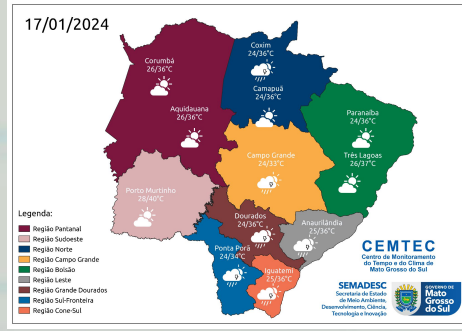 17/01/2024
Coxim
24/36°C
Corumbá
26/36°C
Camapuã
24/36°C
Aquidauana
26/36°C
Paranaíba
24/36°C
Campo Grande
24/33°C
Três Lagoas
26/37°C
Porto Murtinho
28/40°C
Dourados
24/36°C
Anaurilândia
25/36°C
Ponta Porã
24/34°C
Iguatemi
25/36°C
Legenda:
Região Pantanal
Região Sudoeste
Região Norte
Região Campo Grande
Região Bolsão
Região Leste
Região Grande Dourados
Região Sul-Fronteira
Região Cone-Sul
CEMTEC
Centro de Monitoramento
do Tempo e do Clima de
Mato Grosso do Sul
SEMADESC
Secretaria de Estado
de Meio Ambiente,
Desenvolvimento, Ciência,
Tecnologia e Inovação
GOVERNO DE
Mato
Grosso
do Sul